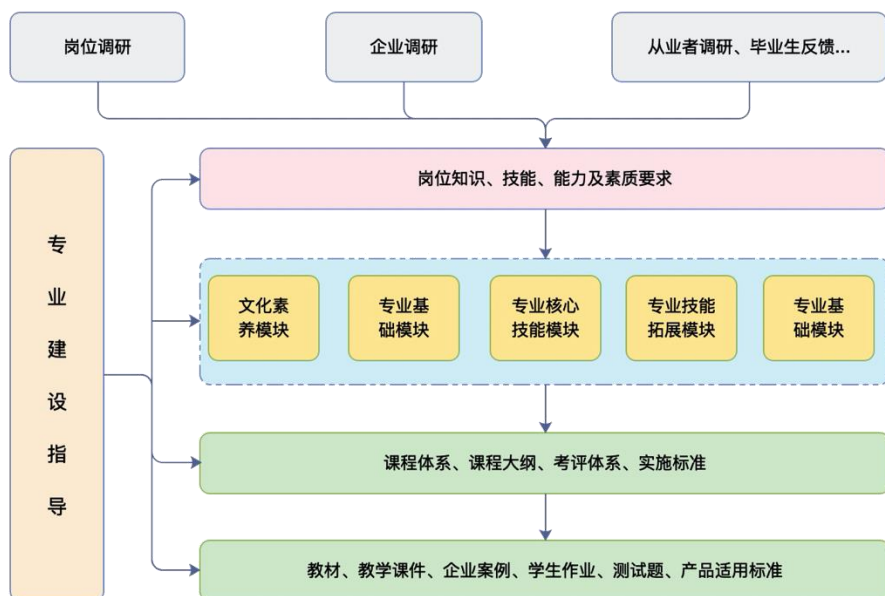 岗位调研
企业调研
从业者调研、毕业生反馈...
专业建设指导
岗位知识、技能、能力及素质要求
文化素
养模块
专业基
础模块
专业核心
技能模块
专业技能
拓展模块
专业基
础模块
课程体系、课程大纲、考评体系、实施标准
教材、教学课件、企业案例、学生作业、测试题、产品适用标准